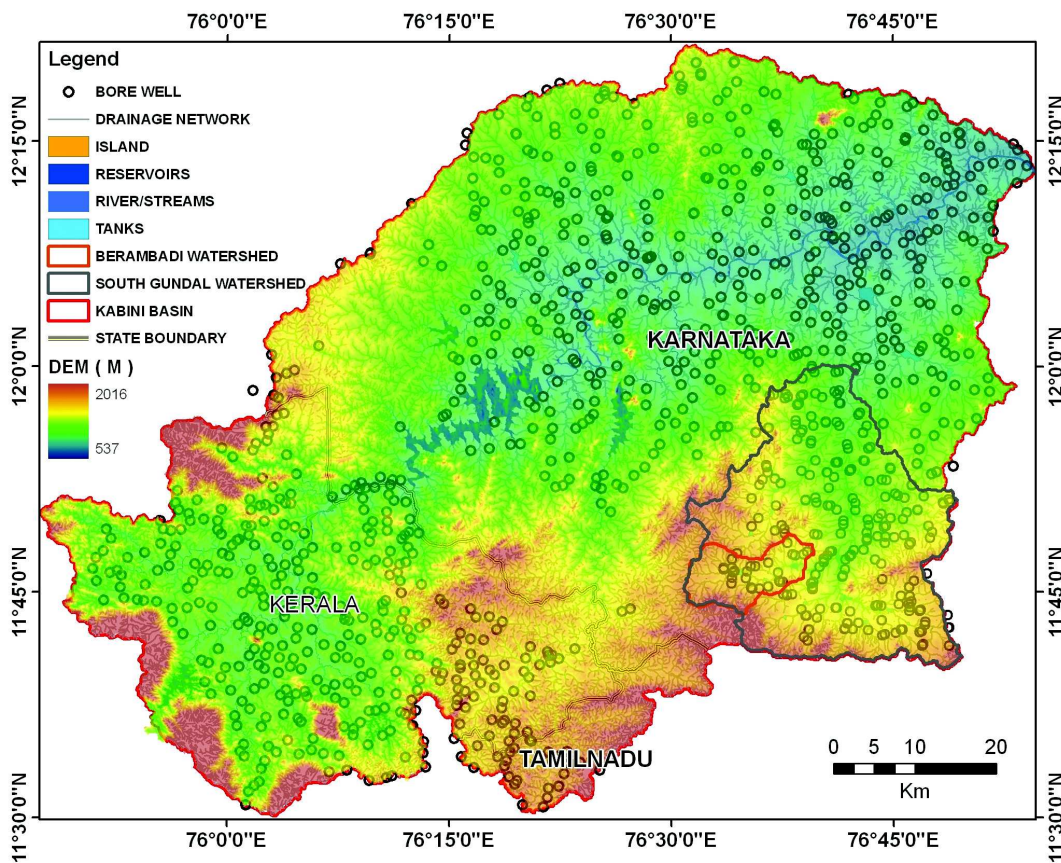 76°0'0"E 76°15'0"E 76°30'0"E 76°45'0"E
Legend
BORE WELL
DRAINAGE NETWORK
ISLAND
RESERVOIRS
RIVER/STREAMS
TANKS
BERAMBADI WATERSHED
SOUTH GUNDAL WATERSHED
KABINI BASIN
STATE BOUNDARY
DEM ( M )
2016
537
12°15'0"N 12°15'0"N
12°0'0"N 12°0'0"N
11°45'0"N 11°45'0"N
11°30'0"N 11°30'0"N
KARNATAKA
KERALA
TAMILNADU
0 5 10 20
Km
76°0'0"E 76°15'0"E 76°30'0"E 76°45'0"E